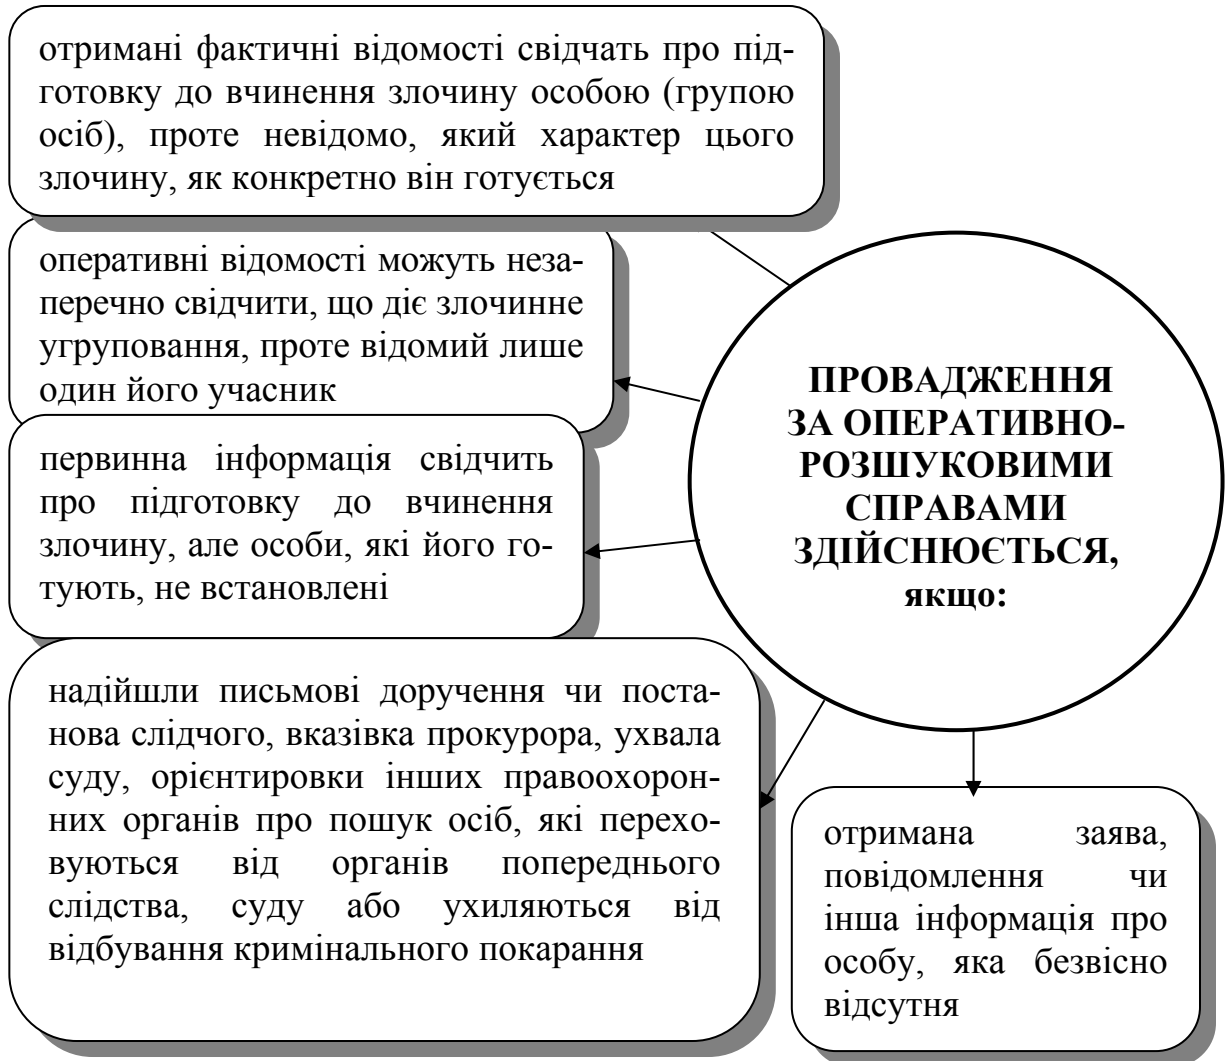 отримані фактичні відомості свідчать про під-
готовку до вчинення злочину особою (групою
осіб), проте невідомо, який характер цього
злочину, як конкретно він готується
оперативні відомості можуть неза-
перечно свідчити, що діє злочинне
угруповання, проте відомий лише
один його учасник
первинна інформація свідчить
про підготовку до вчинення
злочину, але особи, які його го-
тують, не встановлені
надійшли письмові доручення чи поста-
нова слідчого, вказівка прокурора, ухвала
суду, орієнтировки інших правоохорон-
них органів про пошук осіб, які перехо-
вуються від органів попереднього
слідства, суду або ухиляються від
відбування кримінального покарання
ПРОВАДЖЕННЯ
ЗА ОПЕРАТИВНО-
РОЗШУКОВИМИ
СПРАВАМИ
ЗДІЙСНЮЄТЬСЯ,
якщо:
отримана заява,
повідомлення чи
інша інформація про
особу, яка безвісно
відсутня